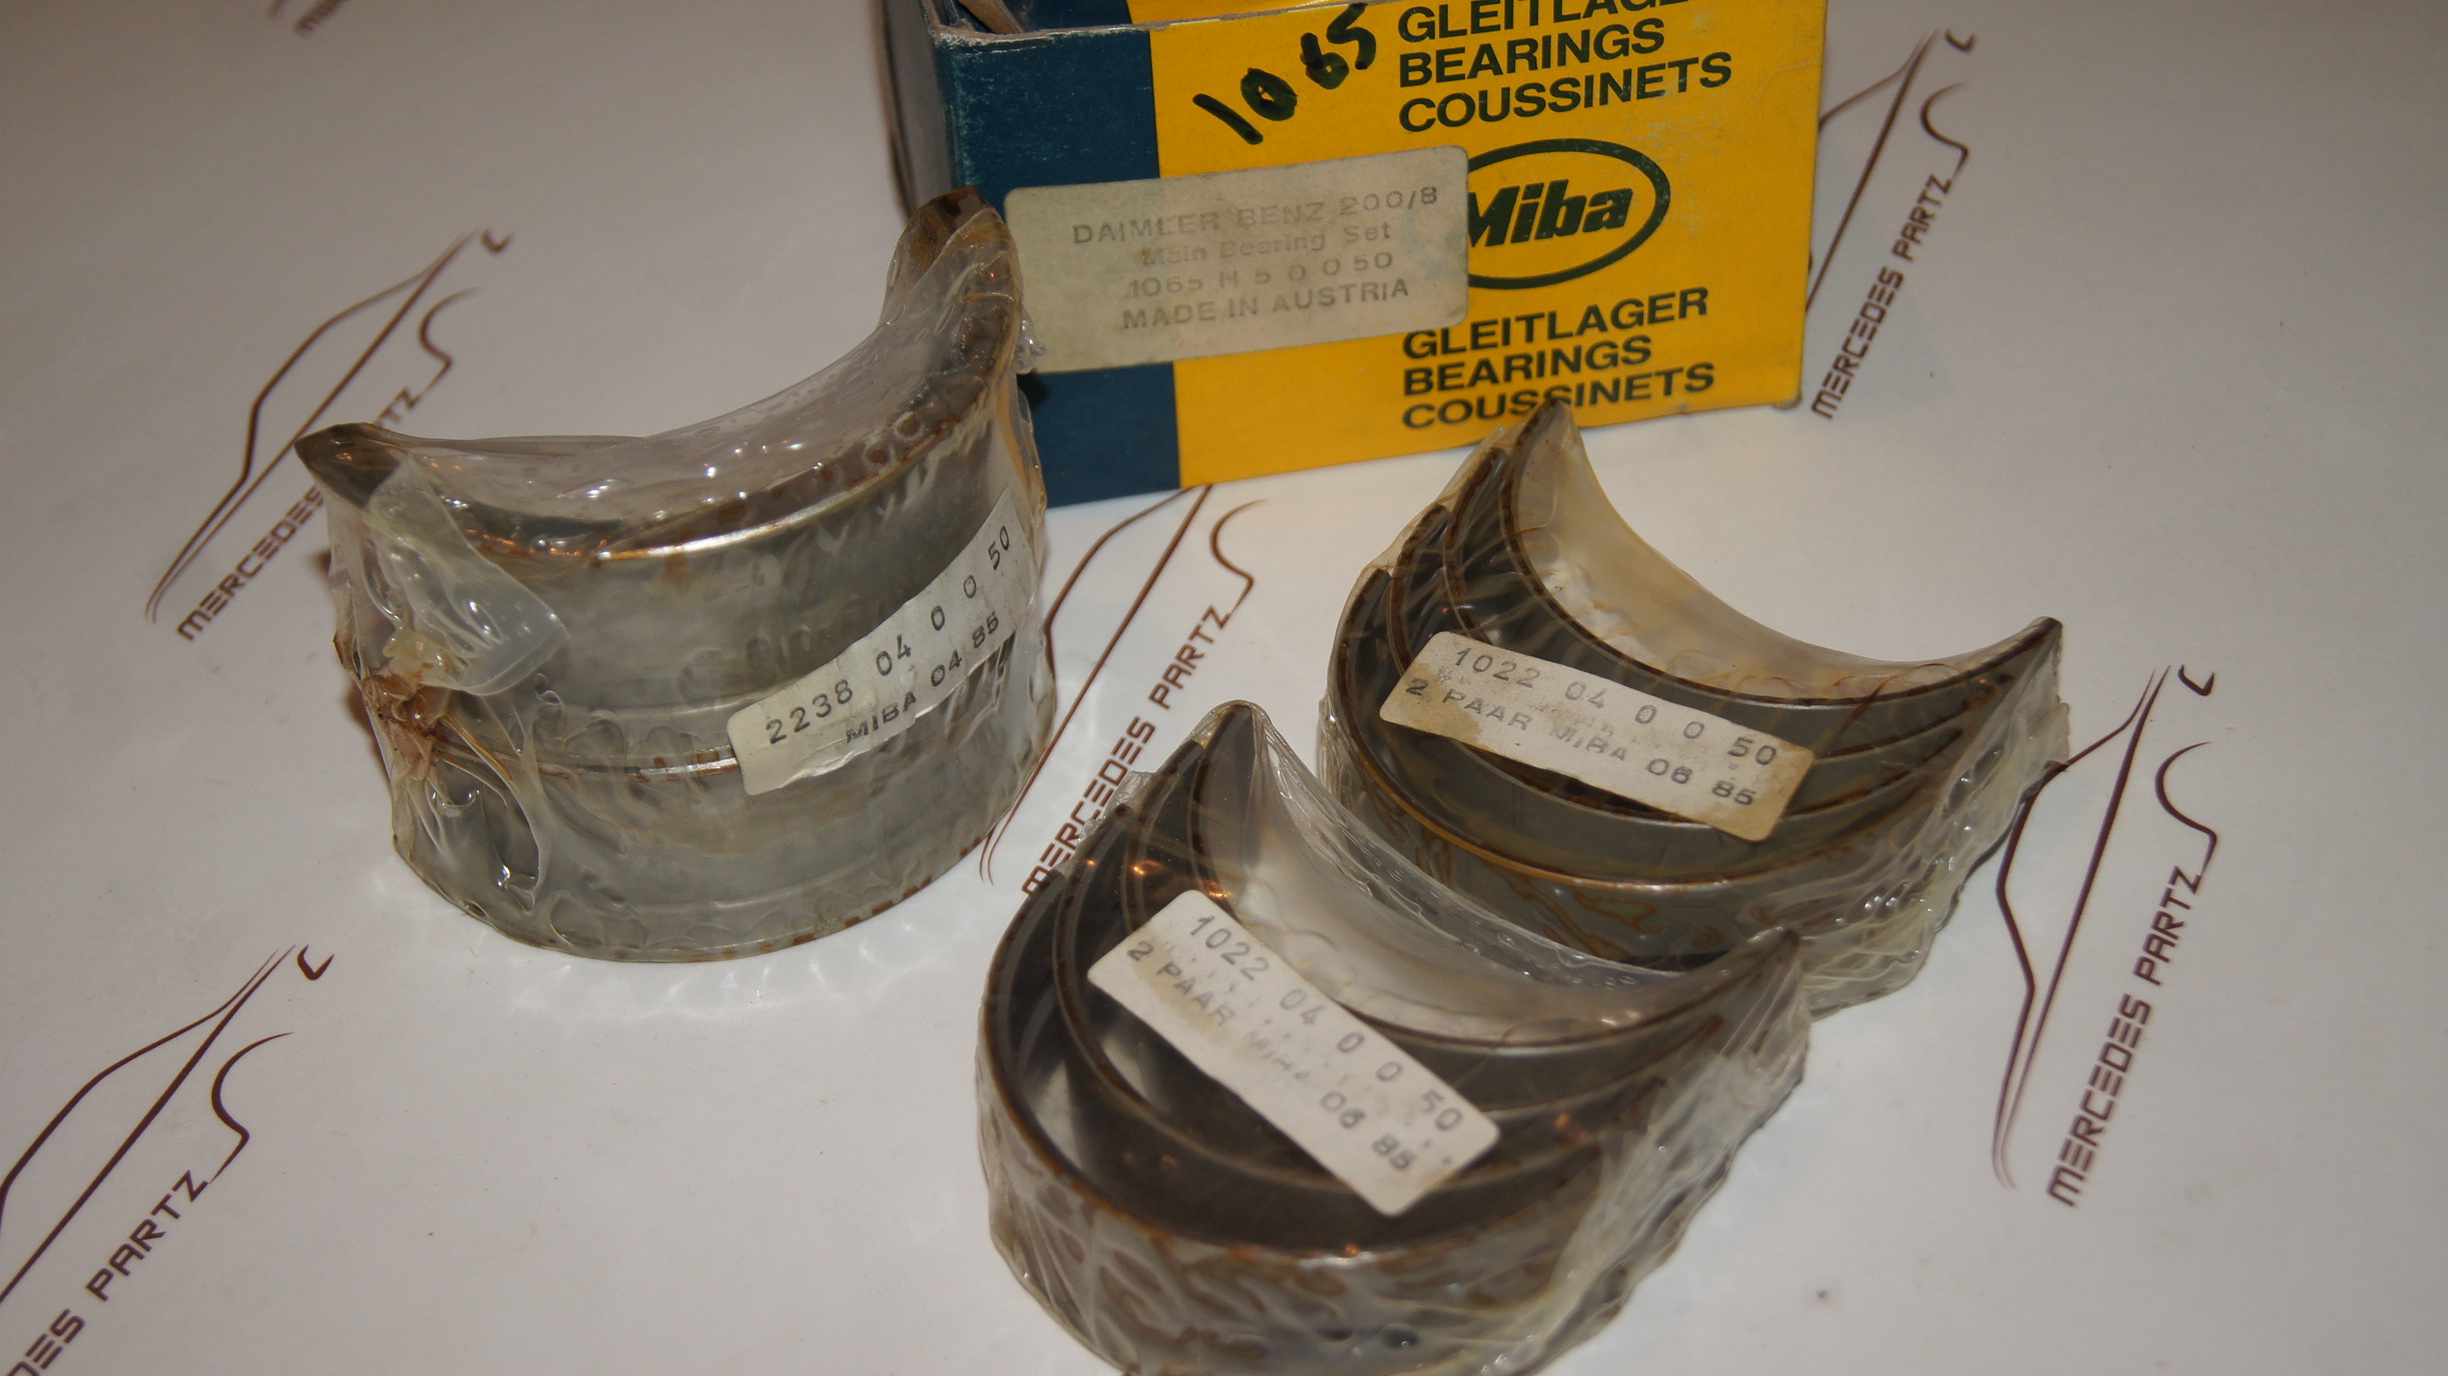 1065
GLEITLAGER
BEARINGS
COUSSINETS
Miba
DAIMLER BENZ 200/8
Main Bearing Set
1065 H 5 0 0 50
MADE IN AUSTRIA
GLEITLAGER
BEARINGS
COUSSINETS
2238 04 0 0 50
MIBA 04 85
1022 04 0 0 50
2 PAAR MIBA 06 85
1022 04 0 0 50
2 PAAR MIBA 06 85
MERCEDES PARTZ
MERCEDES PARTZ
MERCEDES PARTZ
MERCEDES PARTZ
DES PARTZ